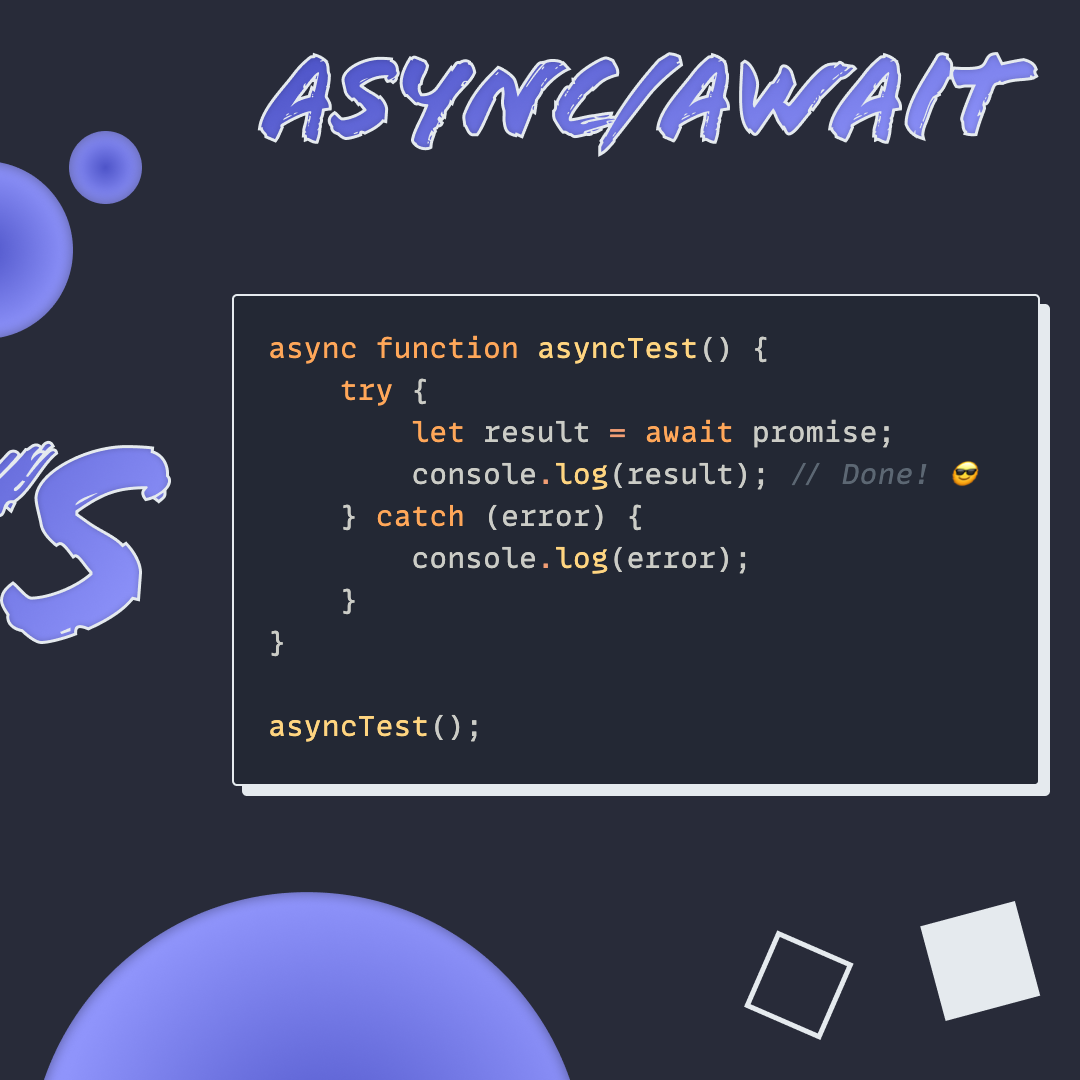 ASYNC/AWAIT
async function asyncTest() {
    try {
        let result = await promise;
        console.log(result); // Done! 😎
    } catch (error) {
        console.log(error);
    }
}
asyncTest();
"S